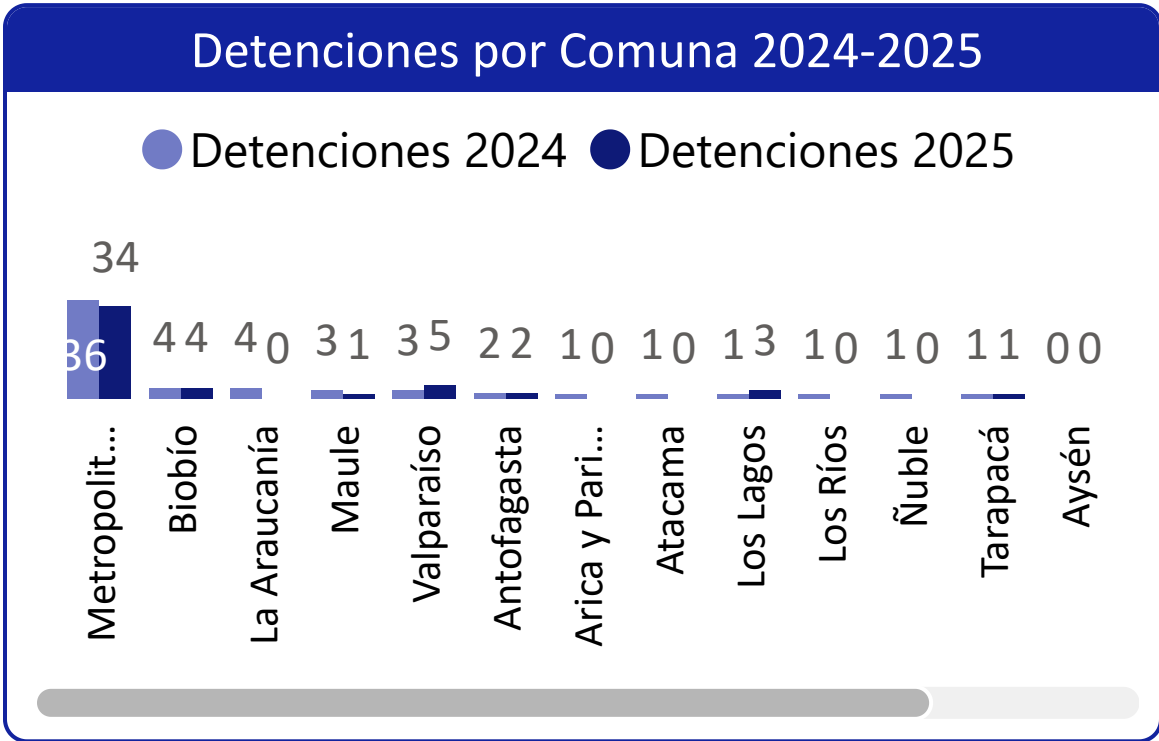 Detenciones por Comuna 2024-2025
Detenciones 2024 Detenciones 2025
34
36
4 4 4 0 3 1 3 5 2 2 1 0 1 0 1 3 1 0 1 0 1 1 0 0
Metropolit...
Biobío
La Araucanía
Maule
Valparaíso
Antofagasta
Arica y Pari...
Atacama
Los Lagos
Los Ríos
Ñuble
Tarapacá
Aysén